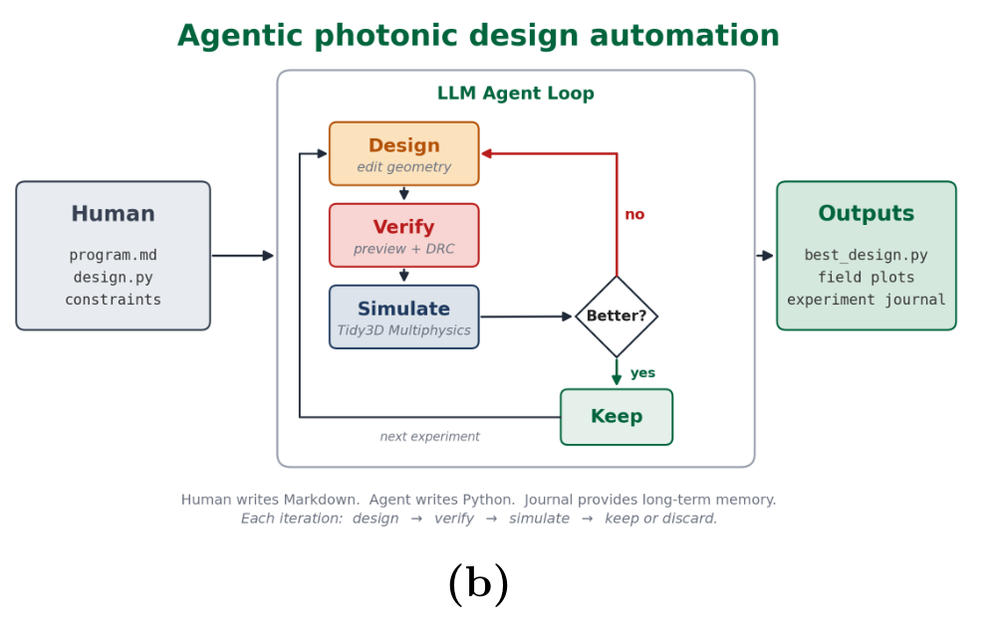 Agentic photonic design automation
LLM Agent Loop
Human
program.md
design.py
constraints
Design
edit geometry
Verify
preview + DRC
Simulate
Tidy3D Multiphysics
Better?
no
yes
Keep
next experiment
Outputs
best_design.py
field plots
experiment journal
Human writes Markdown.  Agent writes Python.  Journal provides long-term memory.
Each iteration:  design  →  verify  →  simulate  →  keep or discard.
(b)